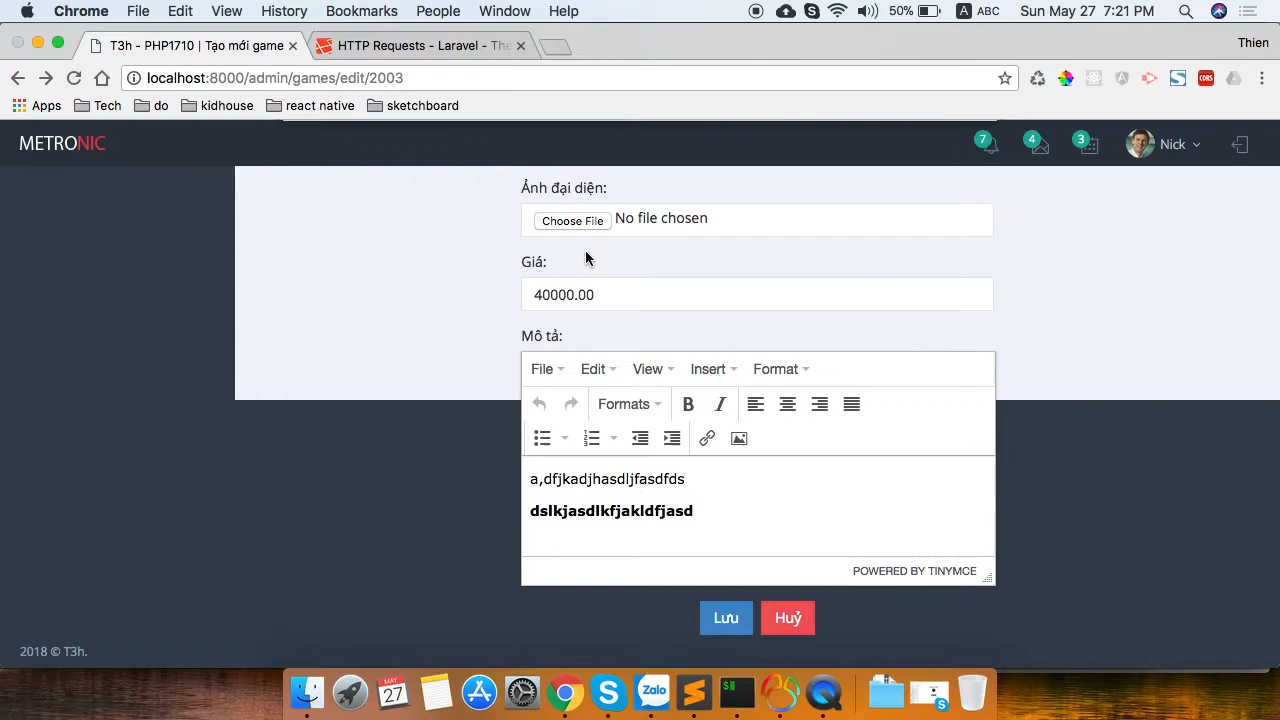 Chrome File Edit View History Bookmarks People Window Help 50% A ABC Sun May 27 7:21 PM
T3h - PHP1710 | Tạo mới game HTTP Requests - Laravel - The Thien
localhost:8000/admin/games/edit/2003 CORS
Apps Tech do kidhouse react native sketchboard
METRONIC 7 4 3 Nick
Ảnh đại diện:
Choose File No file chosen
Giá:
40000.00
Mô tả:
File Edit View Insert Format
Formats B I
a,dfjkadjhasdljfasdfds
dslkjasdlkfjakldfjasd
POWERED BY TINYMCE
Lưu Huỷ
2018 © T3h.
MAY
27 Zalo